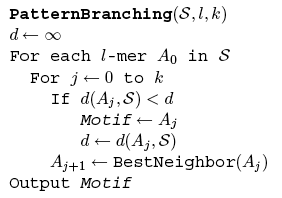 PatternBranching(𝒮, l, k)
d ← ∞
For each l-mer A₀ in 𝒮
For j ← 0 to k
If d(Aⱼ, 𝒮) < d
Motif ← Aⱼ
d ← d(Aⱼ, 𝒮)
Aⱼ₊₁ ← BestNeighbor(Aⱼ)
Output Motif